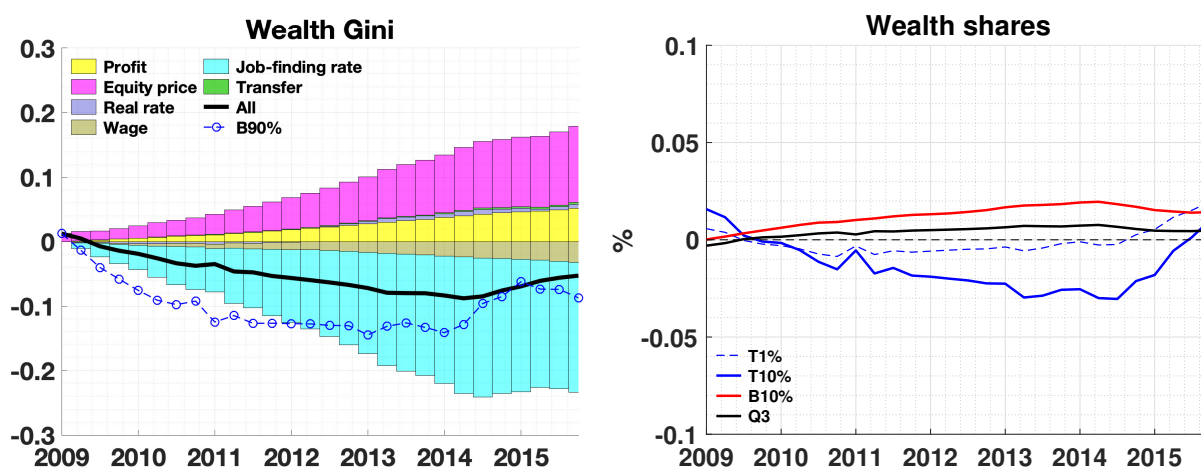 Wealth Gini
0.3
0.2
0.1
0
-0.1
-0.2
-0.3
Profit
Equity price
Real rate
Wage
Job-finding rate
Transfer
All
B90%
2009 2010 2011 2012 2013 2014 2015
Wealth shares
%
0.1
0.05
0
-0.05
-0.1
T1%
T10%
B10%
Q3
2009 2010 2011 2012 2013 2014 2015